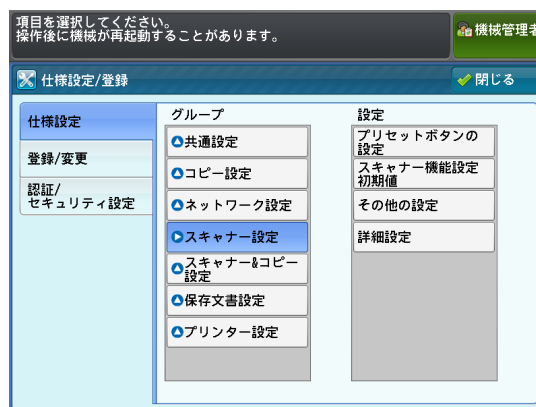 項目を選択してください。
操作後に機械が再起動することがあります。
機械管理者
仕様設定/登録
閉じる
仕様設定
登録/変更
認証/
セキュリティ設定
グループ
共通設定
コピー設定
ネットワーク設定
スキャナー設定
スキャナー&コピー
設定
保存文書設定
プリンター設定
設定
プリセットボタンの
設定
スキャナー機能設定
初期値
その他の設定
詳細設定